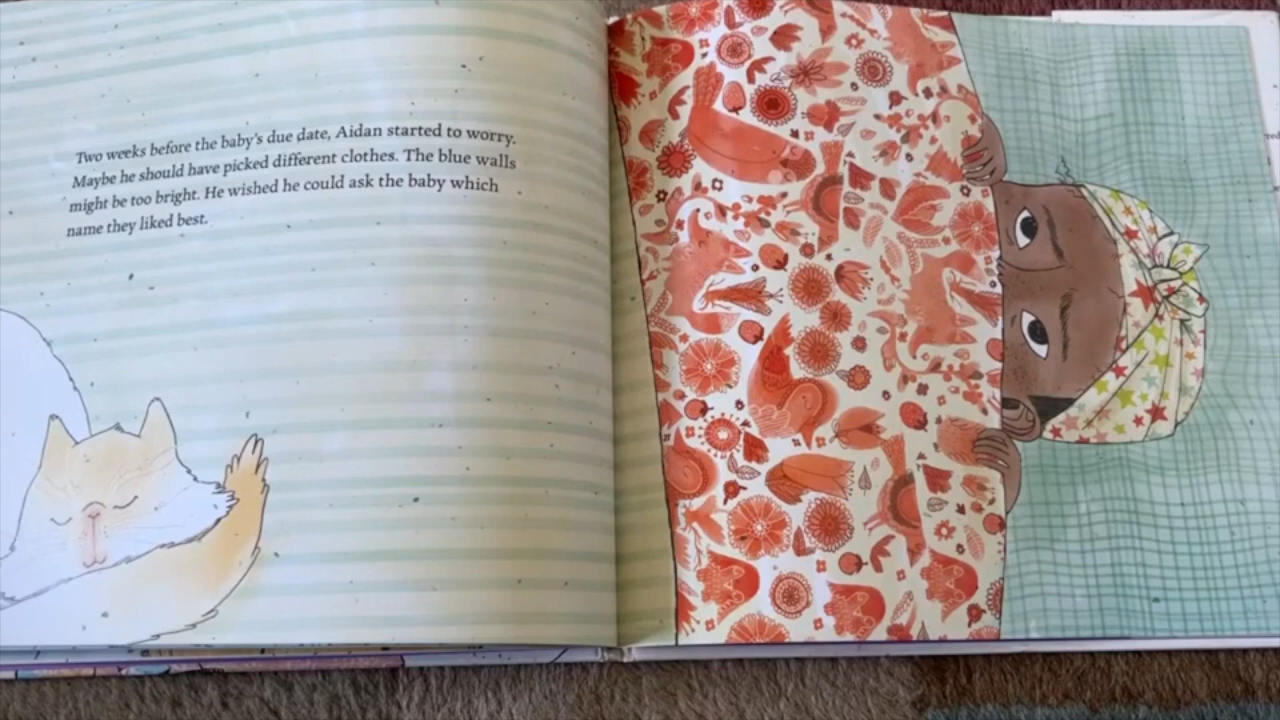 Two weeks before the baby's due date, Aidan started to worry.
Maybe he should have picked different clothes. The blue walls
might be too bright. He wished he could ask the baby which
name they liked best.